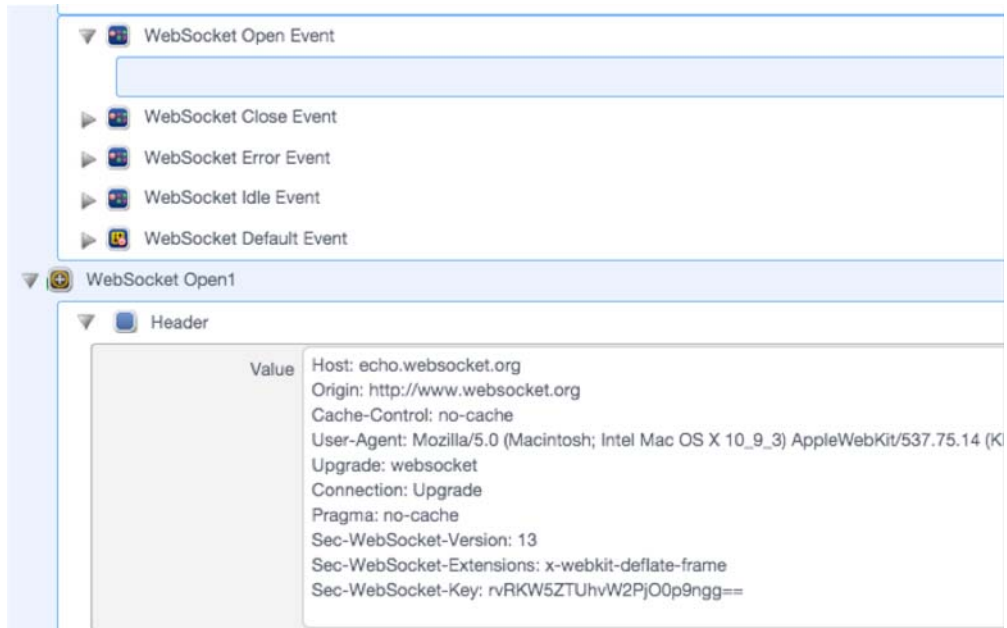 WebSocket Open Event
WebSocket Close Event
WebSocket Error Event
WebSocket Idle Event
WebSocket Default Event
WebSocket Open1
Header
Value
Host: echo.websocket.org
Origin: http://www.websocket.org
Cache-Control: no-cache
User-Agent: Mozilla/5.0 (Macintosh; Intel Mac OS X 10_9_3) AppleWebKit/537.75.14 (
Upgrade: websocket
Connection: Upgrade
Pragma: no-cache
Sec-WebSocket-Version: 13
Sec-WebSocket-Extensions: x-webkit-deflate-frame
Sec-WebSocket-Key: rvRKW5ZTUhvW2PjO0p9ngg==